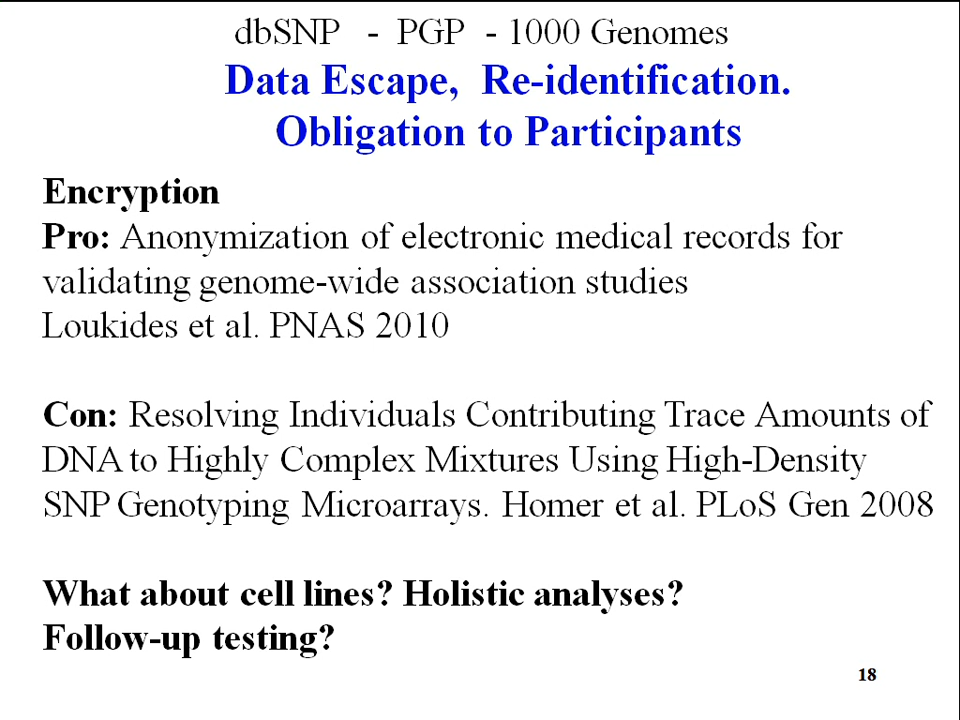 dbSNP - PGP - 1000 Genomes
Data Escape, Re-identification.
Obligation to Participants
Encryption
Pro: Anonymization of electronic medical records for
validating genome-wide association studies
Loukides et al. PNAS 2010
Con: Resolving Individuals Contributing Trace Amounts of
DNA to Highly Complex Mixtures Using High-Density
SNP Genotyping Microarrays. Homer et al. PLoS Gen 2008
What about cell lines? Holistic analyses?
Follow-up testing?
18